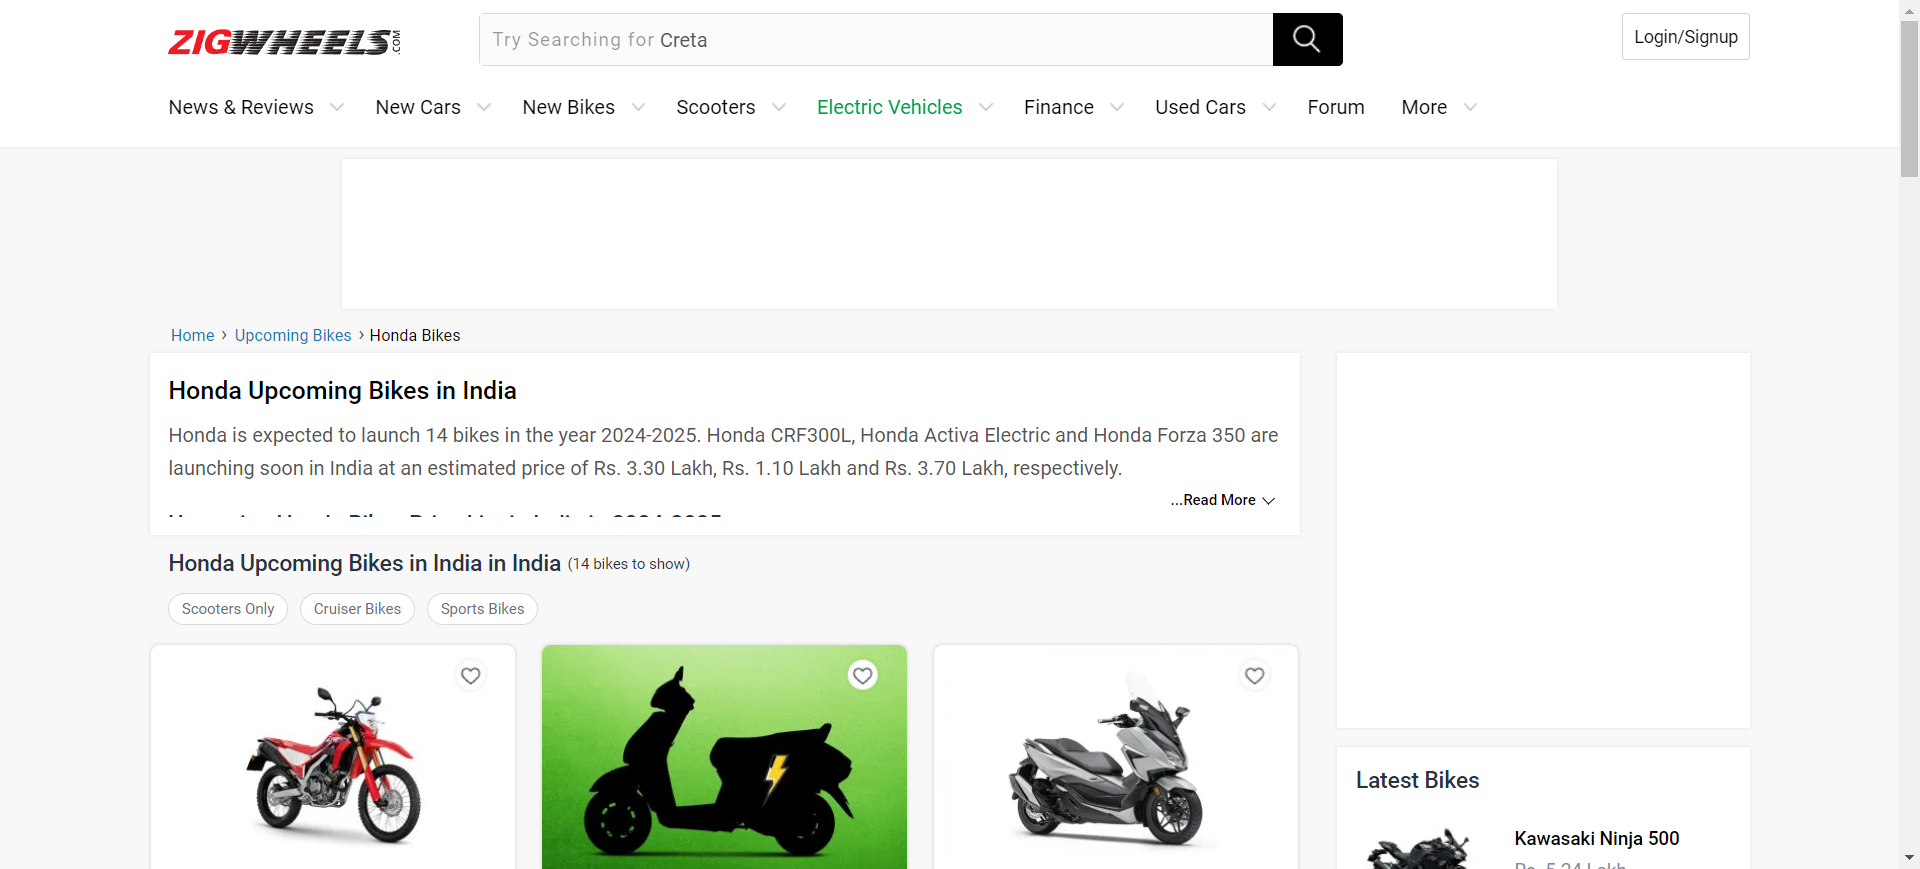 ZIGWHEELS.COM
Try Searching for Creta
Login/Signup
News & Reviews
New Cars
New Bikes
Scooters
Electric Vehicles
Finance
Used Cars
Forum
More
Home › Upcoming Bikes › Honda Bikes
Honda Upcoming Bikes in India
Honda is expected to launch 14 bikes in the year 2024-2025. Honda CRF300L, Honda Activa Electric and Honda Forza 350 are
launching soon in India at an estimated price of Rs. 3.30 Lakh, Rs. 1.10 Lakh and Rs. 3.70 Lakh, respectively.
...Read More
Honda Upcoming Bikes in India in India (14 bikes to show)
Scooters Only
Cruiser Bikes
Sports Bikes
Latest Bikes
Kawasaki Ninja 500
Rs. 5.24 Lakh